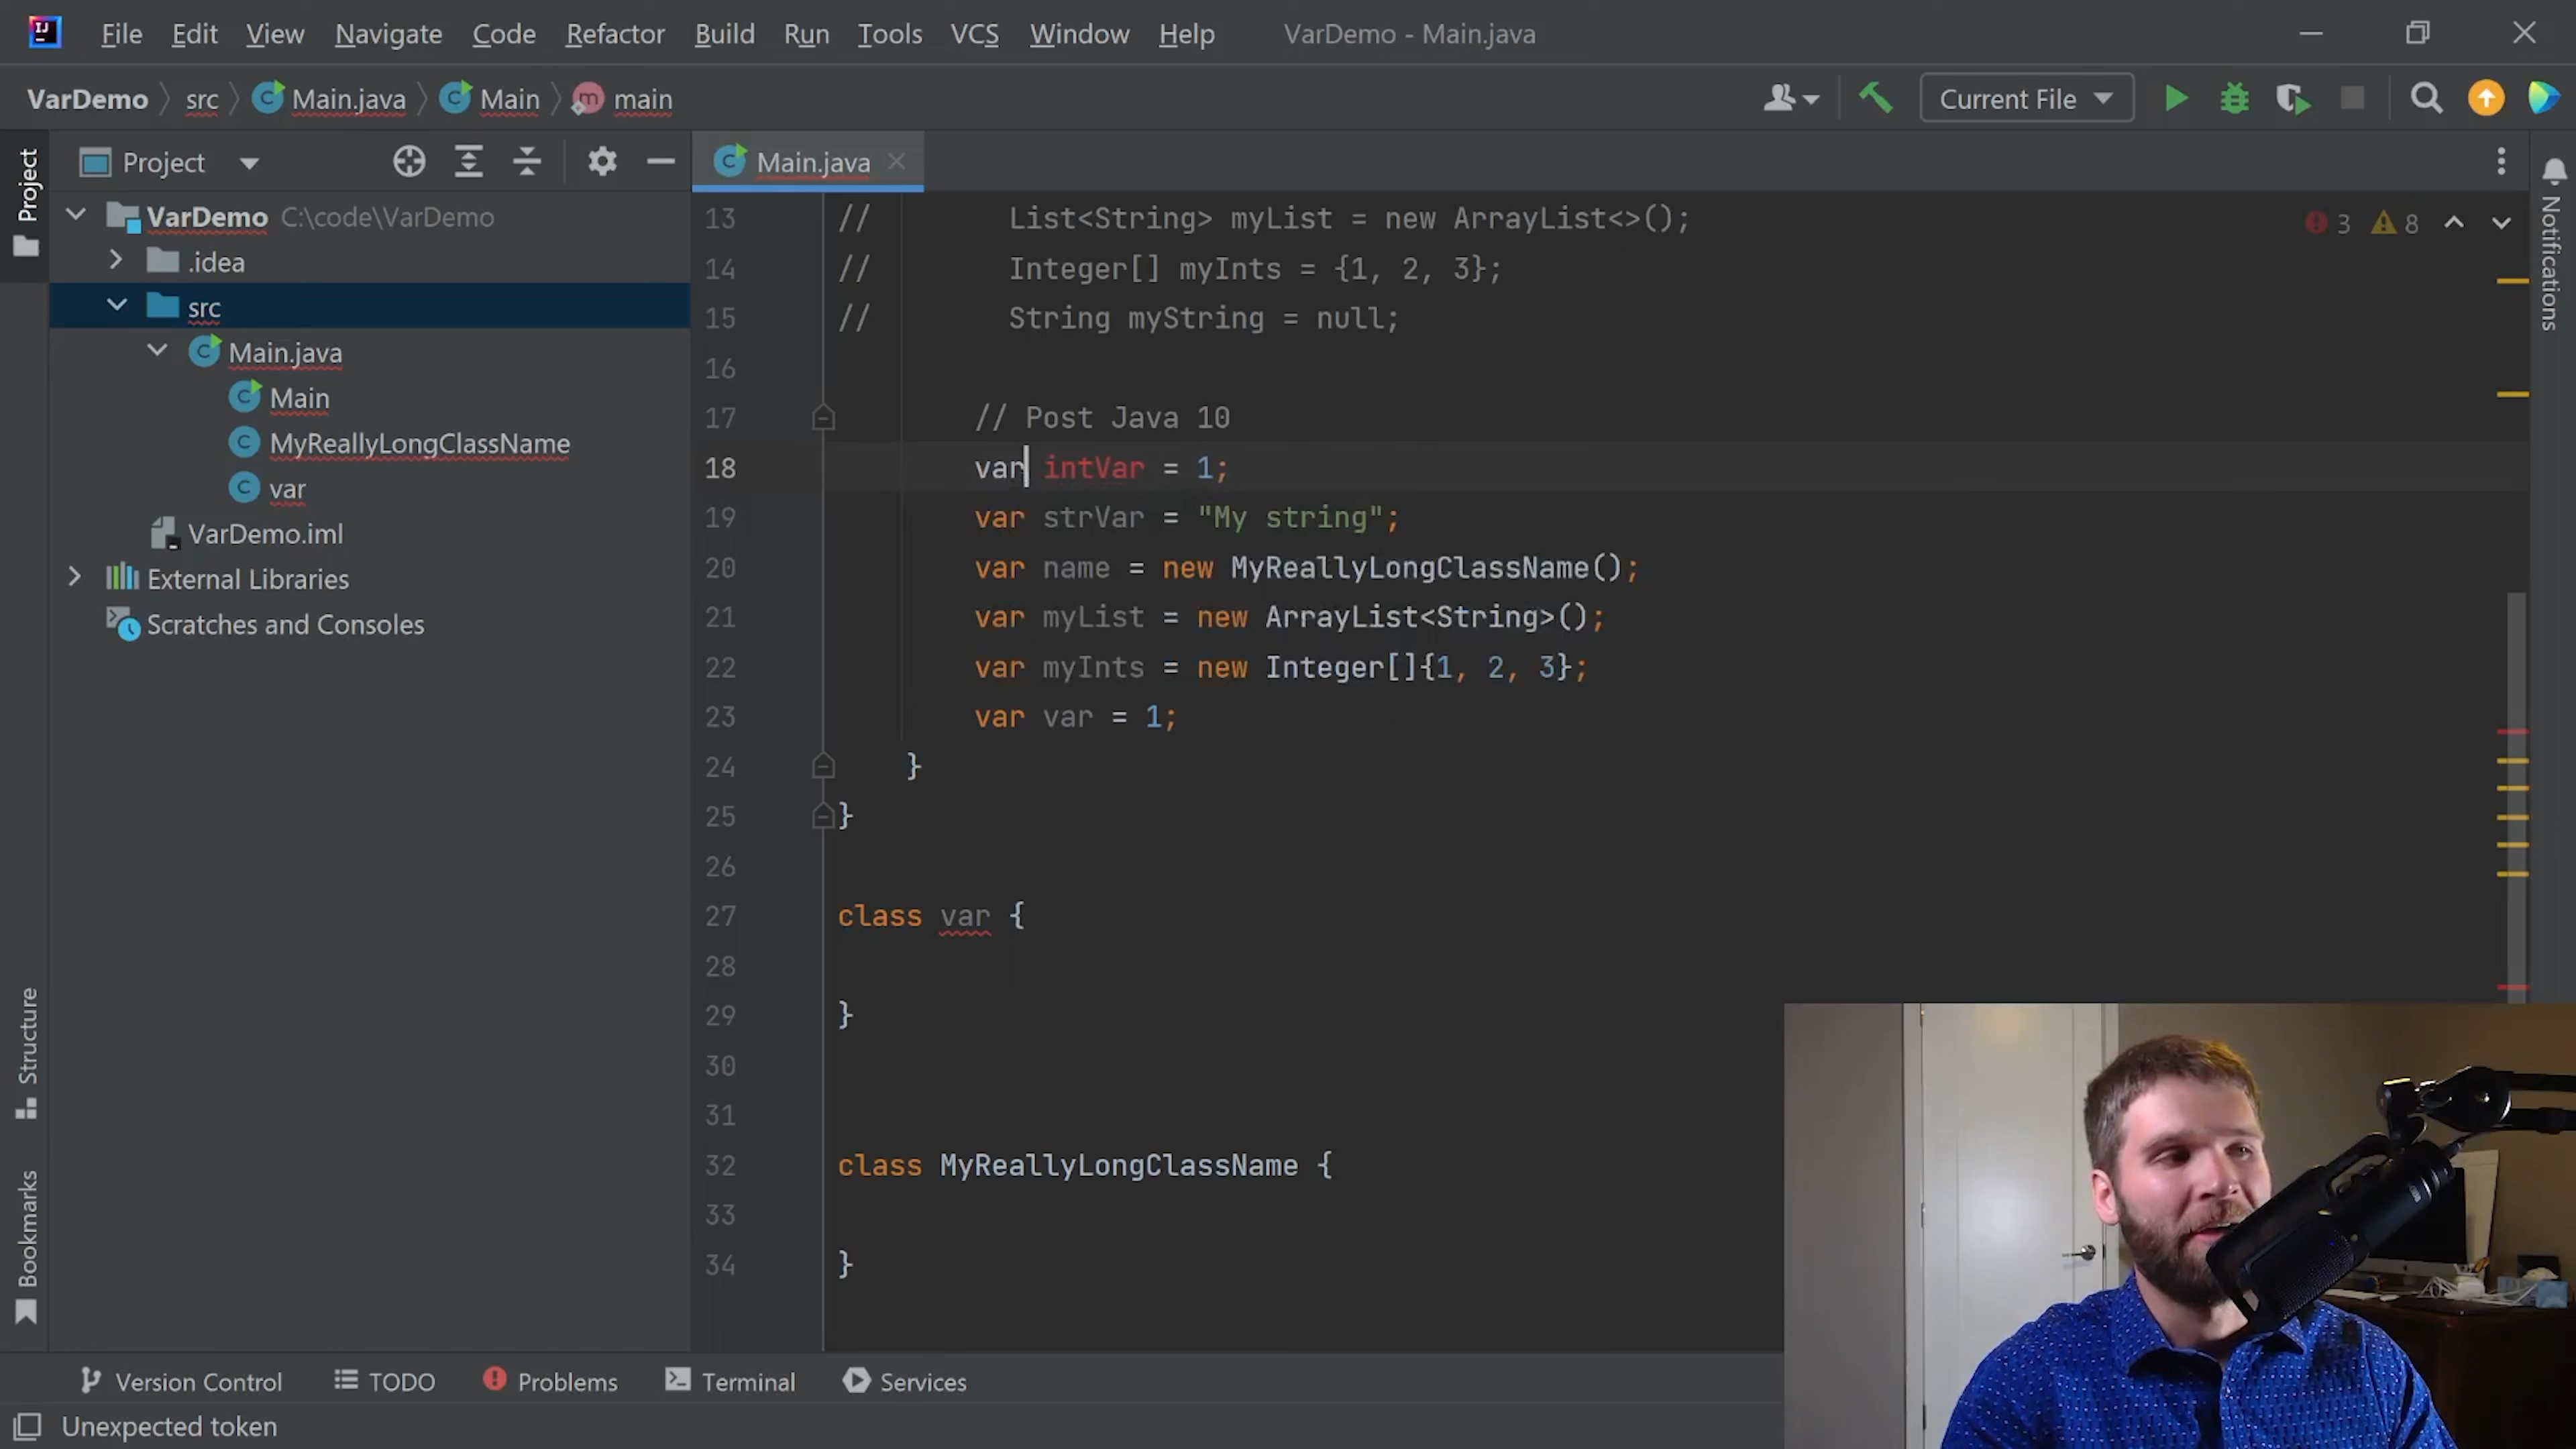 File Edit View Navigate Code Refactor Build Run Tools VCS Window Help VarDemo - Main.java
VarDemo src Main.java Main main Current File
Project
Project
VarDemo C:\code\VarDemo
.idea
src
Main.java
Main
MyReallyLongClassName
var
VarDemo.iml
External Libraries
Scratches and Consoles
Structure
Bookmarks
Main.java
3 8
13 // List<String> myList = new ArrayList<>();
14 // Integer[] myInts = {1, 2, 3};
15 // String myString = null;
16
17 // Post Java 10
18 var intVar = 1;
19 var strVar = "My string";
20 var name = new MyReallyLongClassName();
21 var myList = new ArrayList<String>();
22 var myInts = new Integer[]{1, 2, 3};
23 var var = 1;
24 }
25 }
26
27 class var {
28
29 }
30
31
32 class MyReallyLongClassName {
33
34 }
Notifications
Version Control TODO Problems Terminal Services
Unexpected token